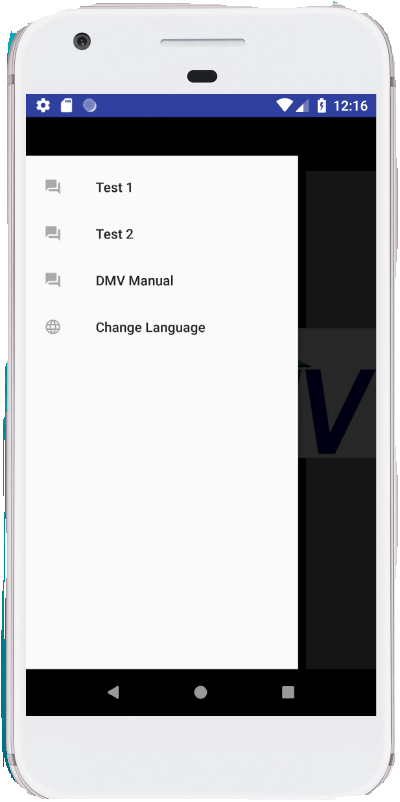 12:16
Test 1
Test 2
DMV Manual
Change Language
V